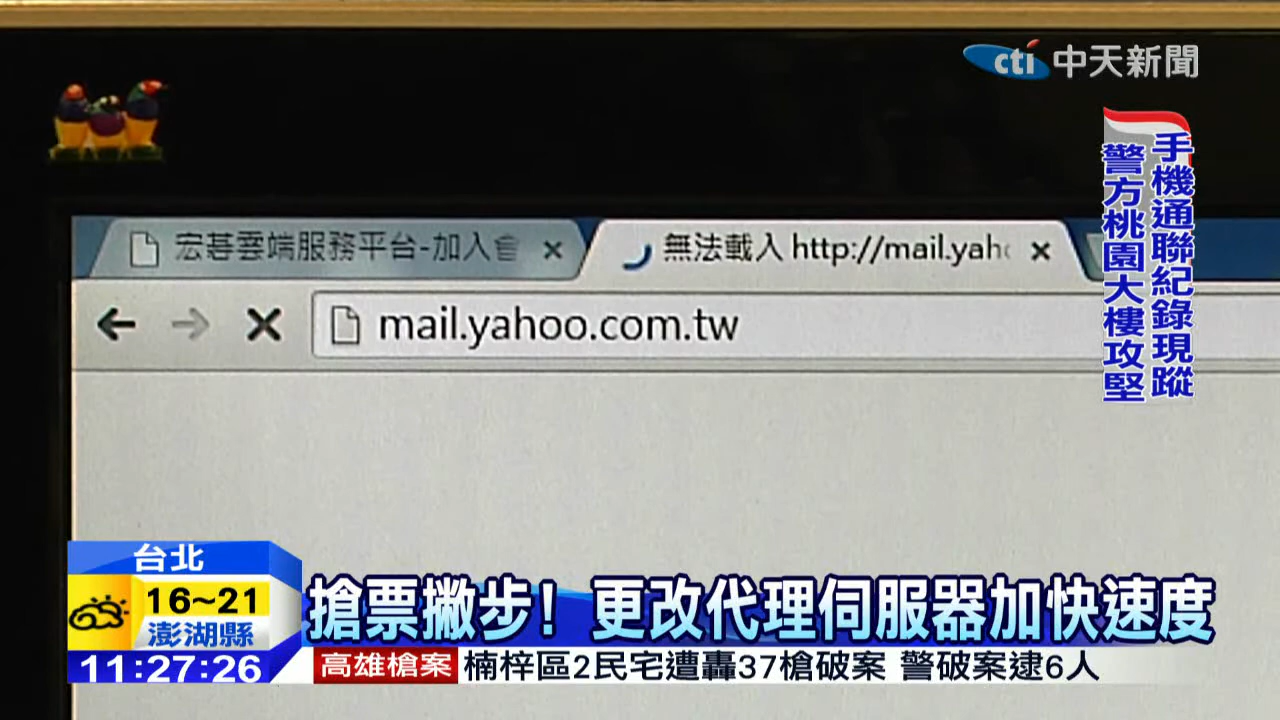 cti 中天新聞
手機通聯紀錄現蹤
警方桃園大樓攻堅
宏碁雲端服務平台-加入會
無法載入 http://mail.yaho
mail.yahoo.com.tw
台北
16~21
澎湖縣
11:27:26
搶票撇步! 更改代理伺服器加快速度
高雄槍案 楠梓區2民宅遭轟37槍破案 警破案逮6人